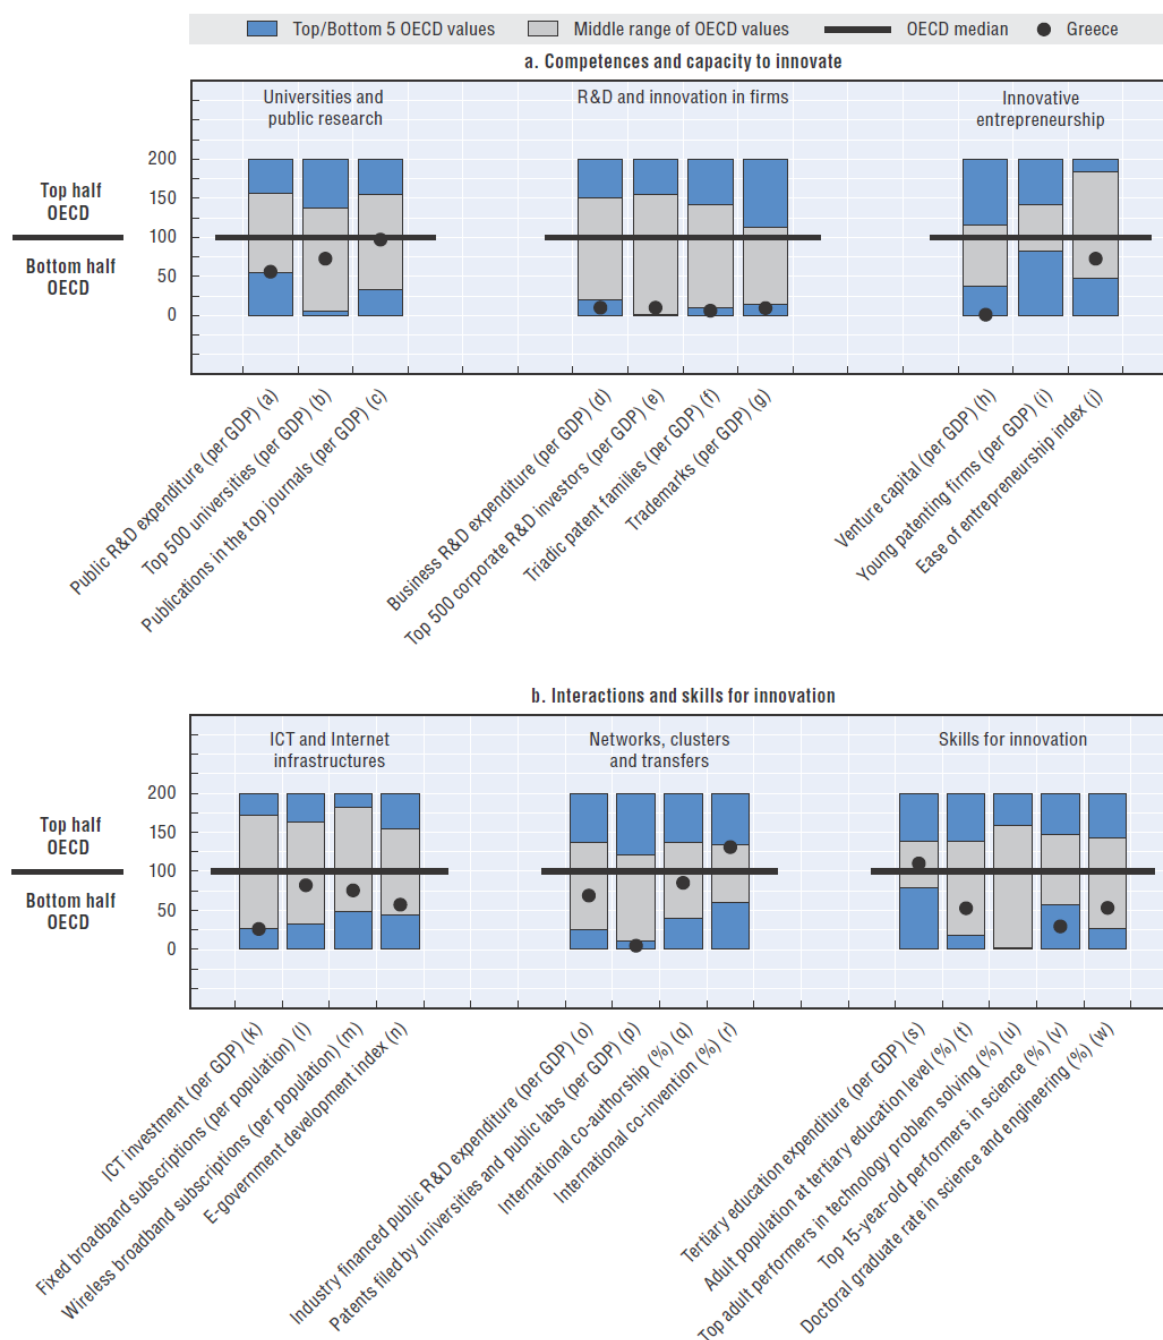 Top/Bottom 5 OECD values
Middle range of OECD values
OECD median
Greece
a. Competences and capacity to innovate
Universities and
public research
R&D and innovation in firms
Innovative
entrepreneurship
200
150
100
50
0
Top half
OECD
Bottom half
OECD
Public R&D expenditure (per GDP) (a)
Top 500 universities (per GDP) (b)
Publications in the top journals (per GDP) (c)
Business R&D expenditure (per GDP) (d)
Top 500 corporate R&D investors (per GDP) (e)
Triadic patent families (per GDP) (f)
Trademarks (per GDP) (g)
Venture capital (per GDP) (h)
Young patenting firms (per GDP) (i)
Ease of entrepreneurship index (j)
b. Interactions and skills for innovation
ICT and Internet
infrastructures
Networks, clusters
and transfers
Skills for innovation
200
150
100
50
0
Top half
OECD
Bottom half
OECD
ICT investment (per GDP) (k)
Fixed broadband subscriptions (per population) (l)
Wireless broadband subscriptions (per population) (m)
E-government development index (n)
Industry financed public R&D expenditure (per GDP) (o)
Patents filed by universities and public labs (per GDP) (p)
International co-authorship (%) (q)
International co-invention (%) (r)
Tertiary education expenditure (per GDP) (s)
Adult population at tertiary education level (%) (t)
Top adult performers in technology problem solving (%) (u)
Top 15-year-old performers in science (%) (v)
Doctoral graduate rate in science and engineering (%) (w)